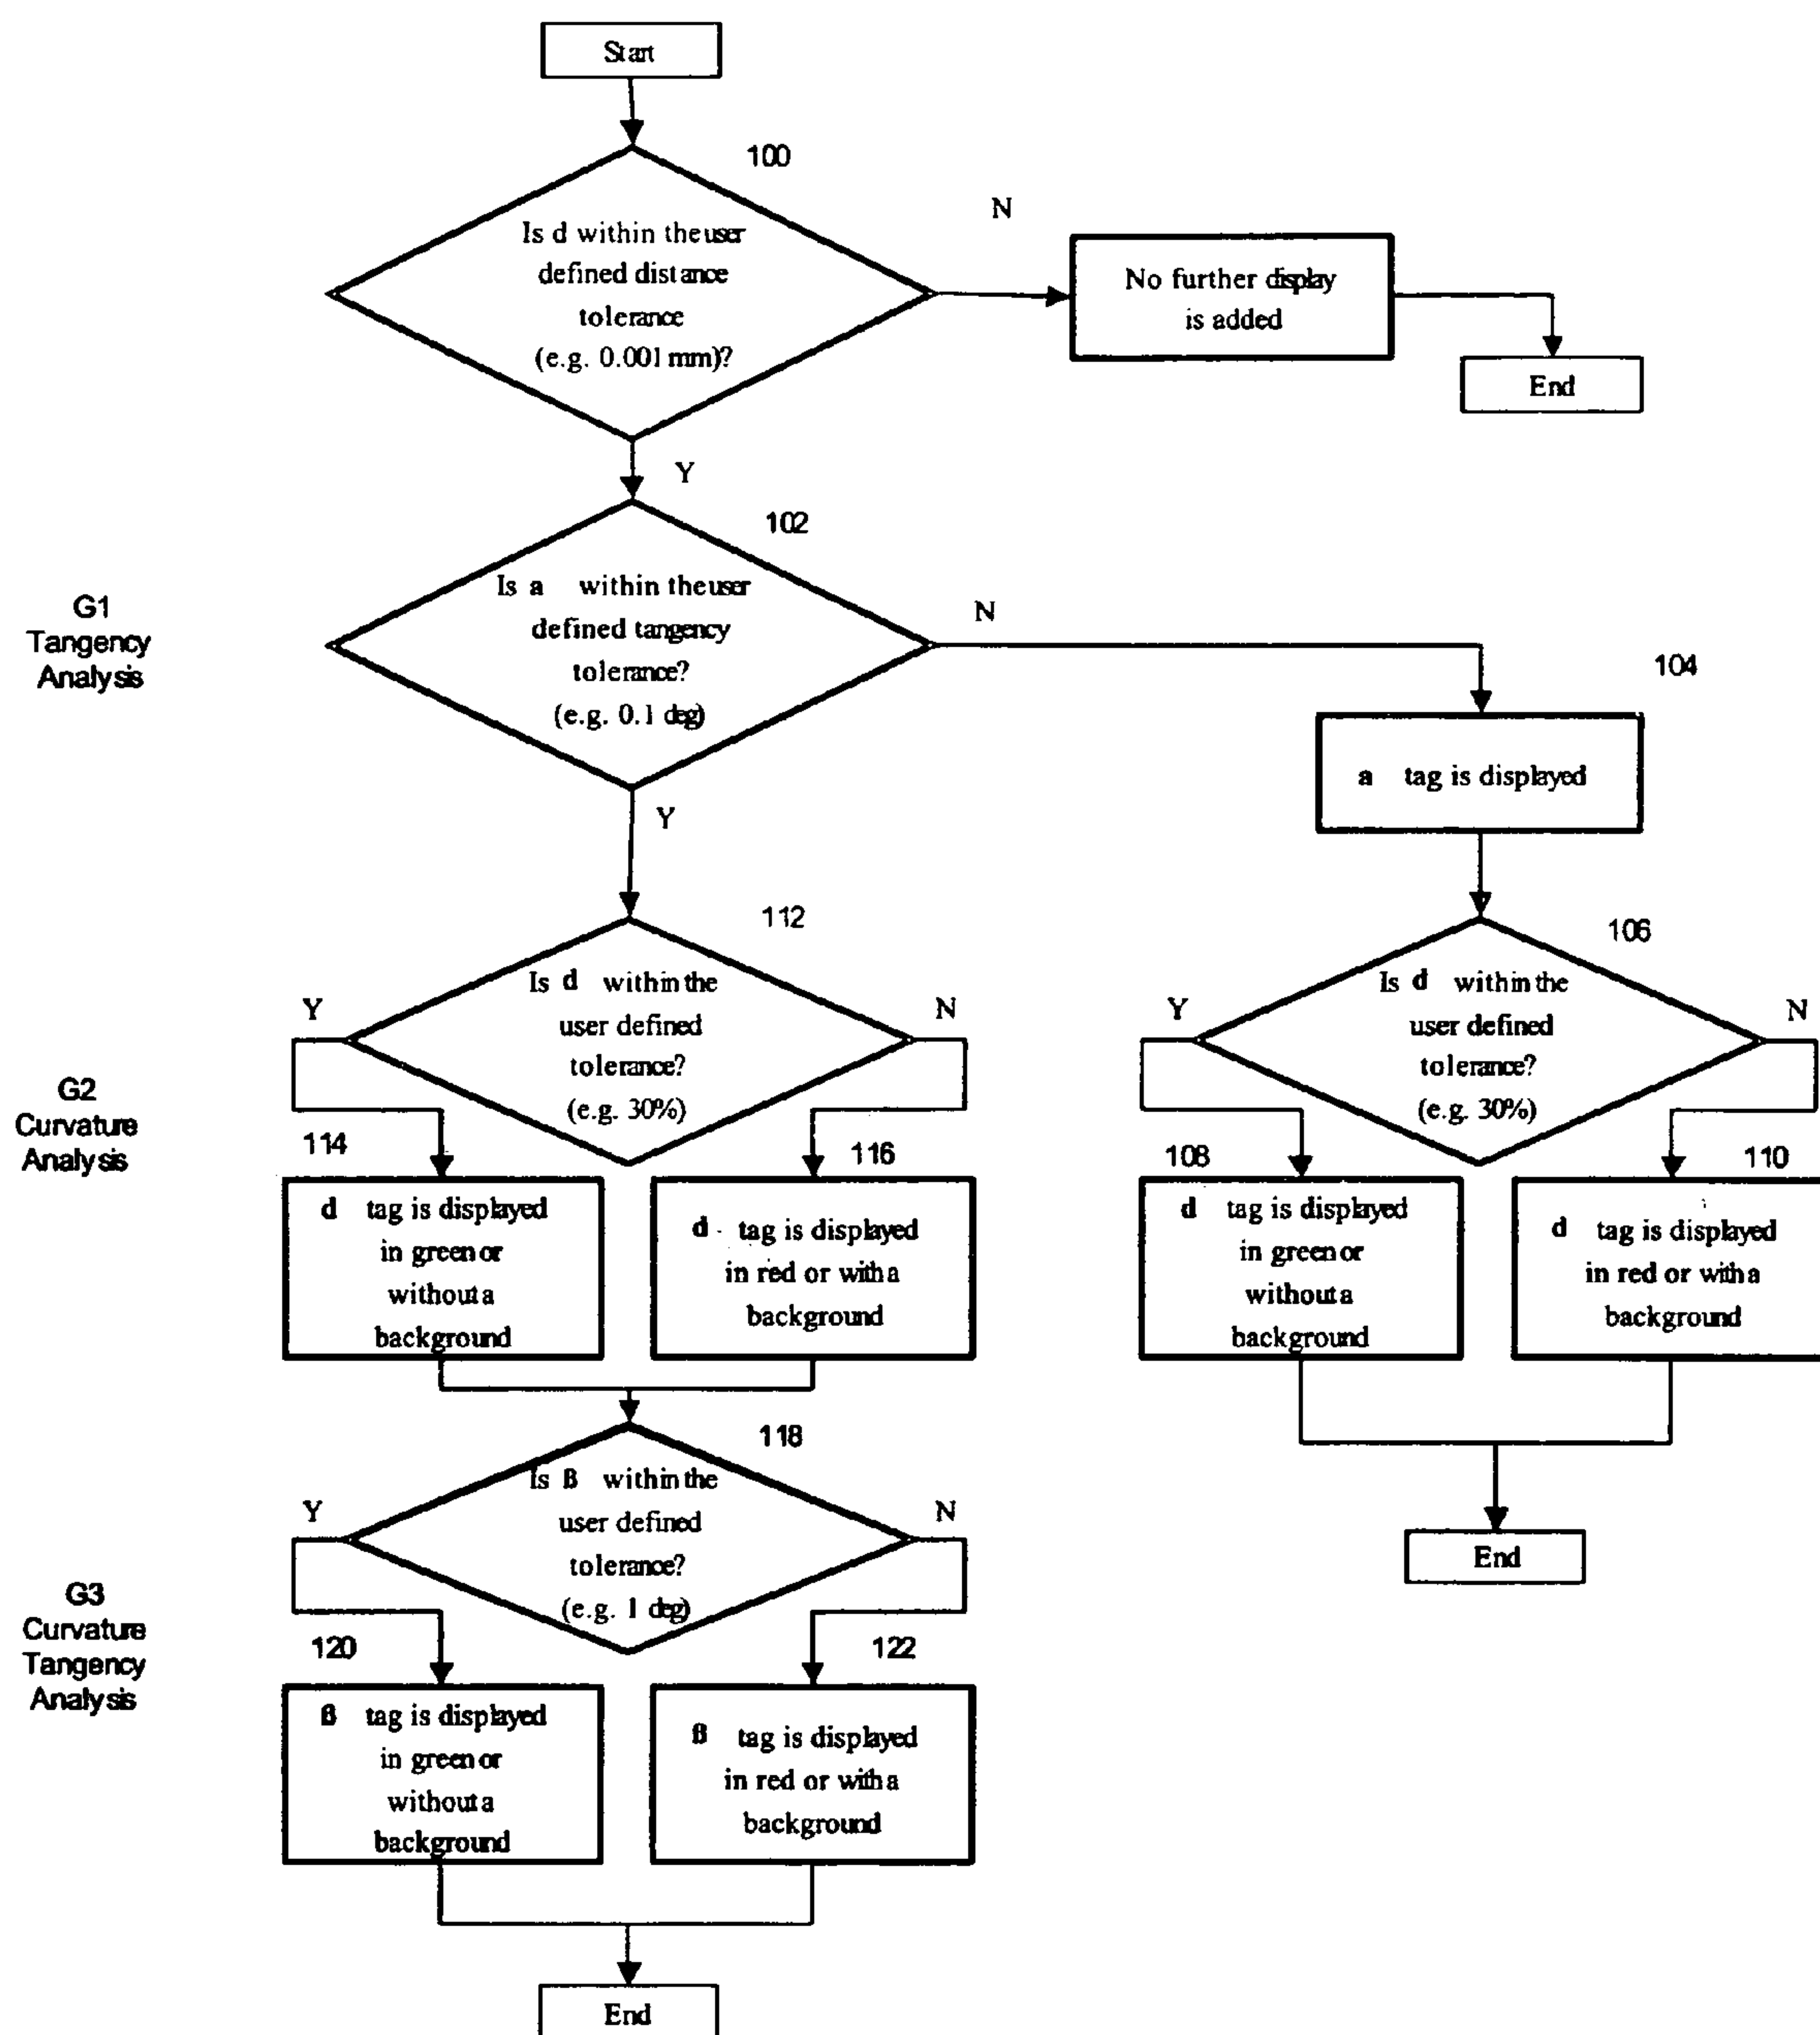 Start
100
Is d within the user
defined distance
tolerance
(e.g. 0.001 mm)?
N
No further display
is added
End
Y
102
G1
Tangency
Analysis
Is a within the user
defined tangency
tolerance?
(e.g. 0.1 deg)
N
104
a tag is displayed
Y
112
Is d within the
user defined
tolerance?
(e.g. 30%)
Y
N
106
Is d within the
user defined
tolerance?
(e.g. 30%)
Y
N
G2
Curvature
Analysis
114
d tag is displayed
in green or
without a
background
116
d tag is displayed
in red or with a
background
108
d tag is displayed
in green or
without a
background
110
d tag is displayed
in red or with a
background
118
Is ß within the
user defined
tolerance?
(e.g. 1 deg)
Y
N
End
G3
Curvature
Tangency
Analysis
120
ß tag is displayed
in green or
without a
background
122
ß tag is displayed
in red or with a
background
End